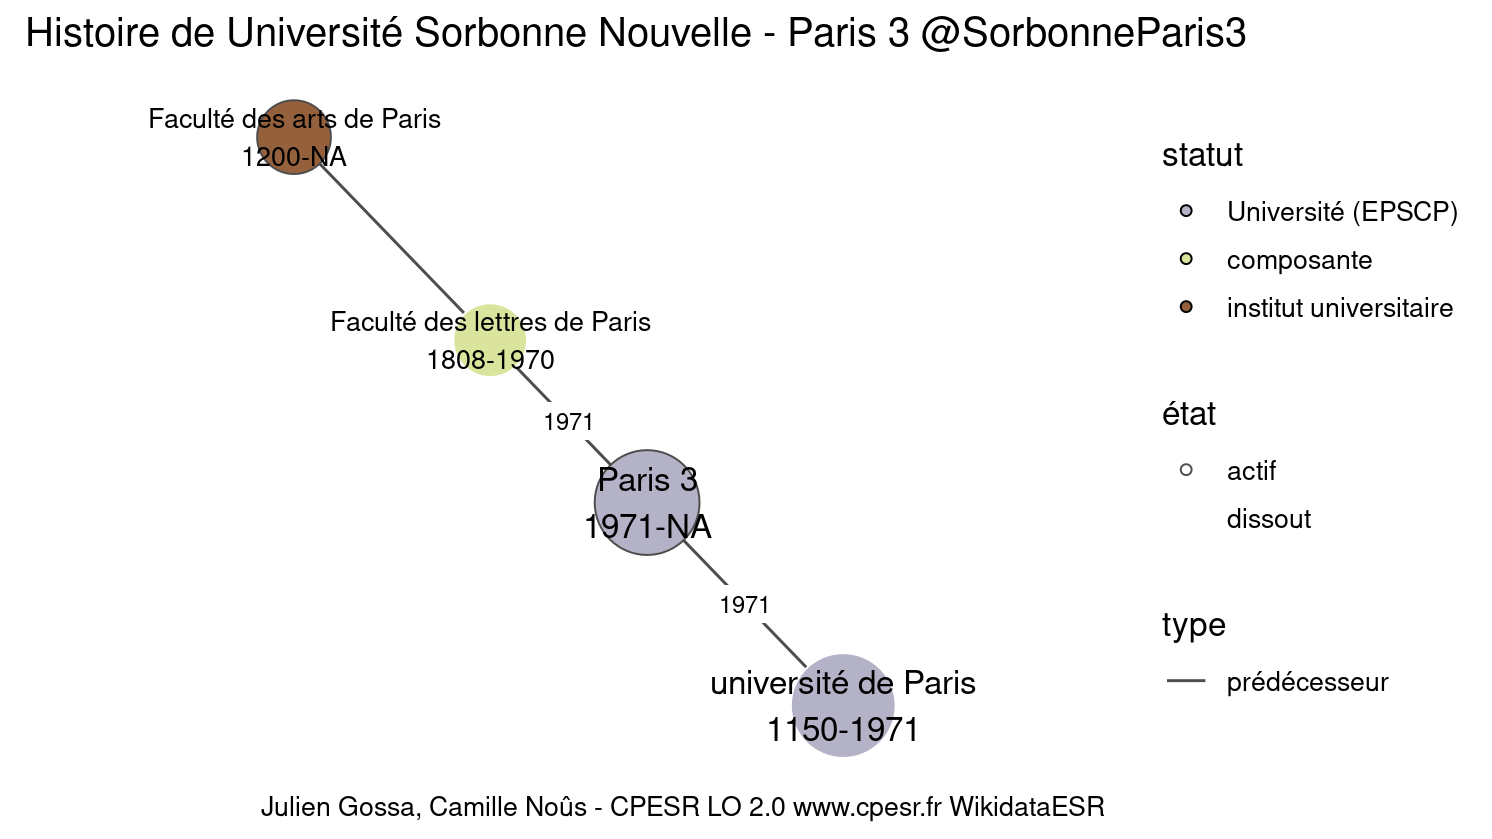 Histoire de Université Sorbonne Nouvelle - Paris 3 @SorbonneParis3
Faculté des arts de Paris
1200-NA
Faculté des lettres de Paris
1808-1970
1971
Paris 3
1971-NA
1971
université de Paris
1150-1971
statut
Université (EPSCP)
composante
institut universitaire
état
actif
dissout
type
prédécesseur
Julien Gossa, Camille Noûs - CPESR LO 2.0 www.cpesr.fr WikidataESR